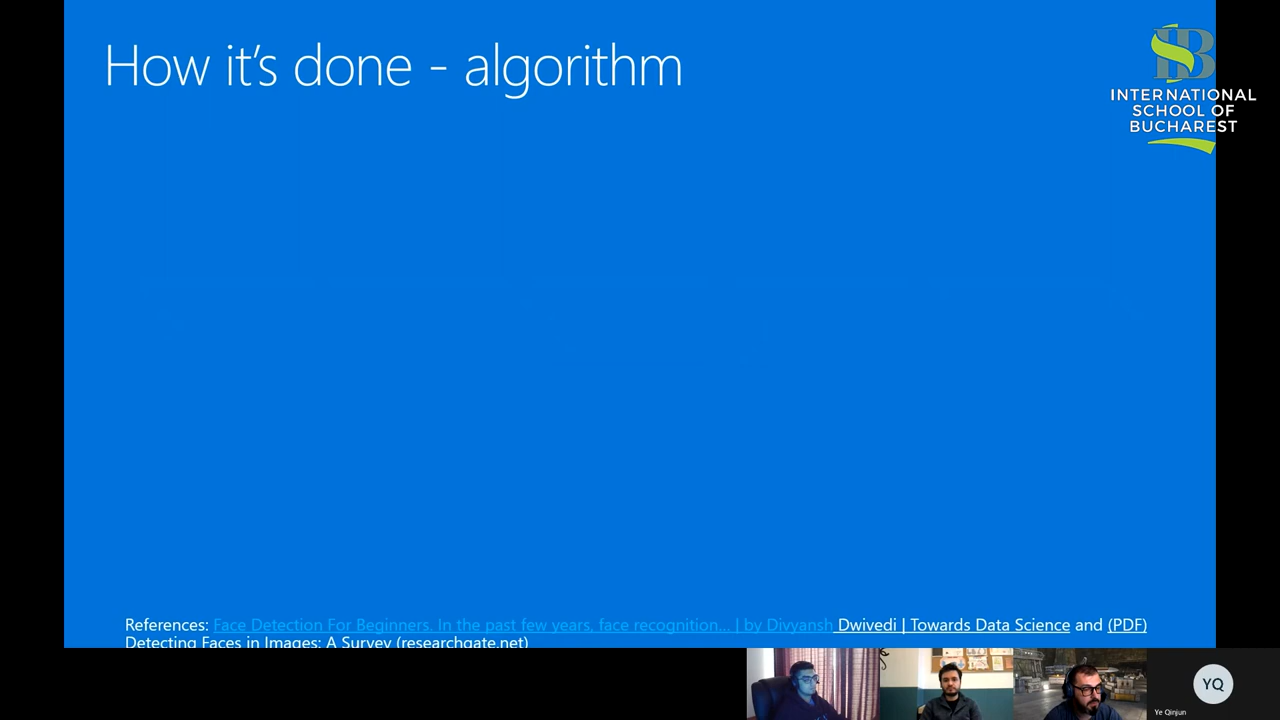 How it's done - algorithm
INTERNATIONAL
SCHOOL OF
BUCHAREST
References: Face Detection For Beginners. In the past few years, face recognition... | by Divyansh Dwivedi | Towards Data Science and (PDF)
Detecting Faces in Images: A Survey (researchgate.net)
YQ
Ye Qinjun